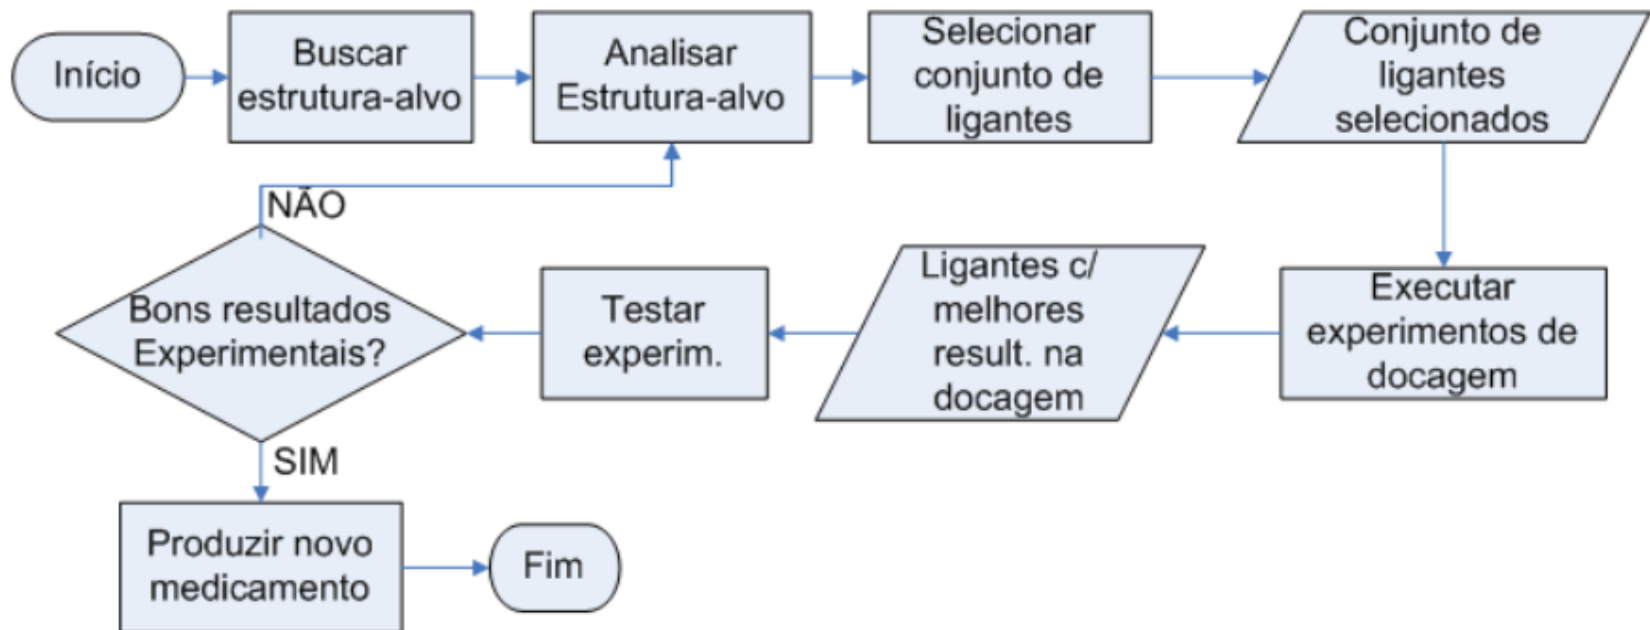 Início
Buscar
estrutura-alvo
Analisar
Estrutura-alvo
Selecionar
conjunto de
ligantes
Conjunto de
ligantes
selecionados
NÃO
Bons resultados
Experimentais?
Testar
experim.
Ligantes c/
melhores
result. na
docagem
Executar
experimentos de
docagem
SIM
Produzir novo
medicamento
Fim